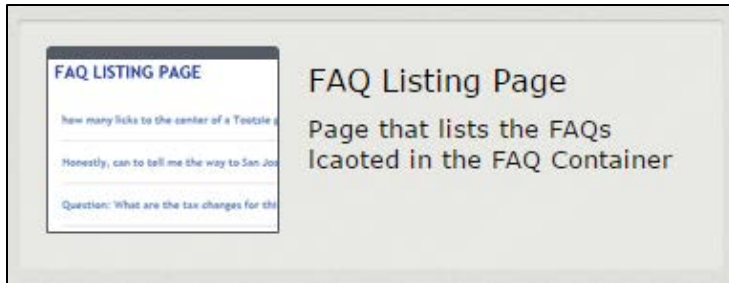 FAQ LISTING PAGE
how many licks to the center of a Tootsie
Honestly, can to tell me the way to San Jos
Question: What are the tax changes for thi
FAQ Listing Page
Page that lists the FAQs
lcaoted in the FAQ Container